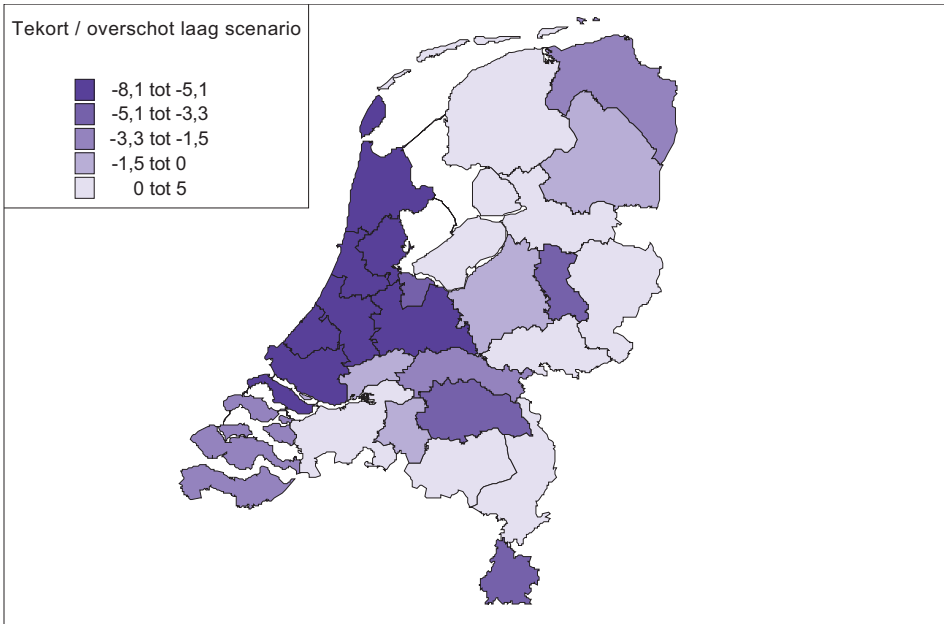 Tekort / overschot laag scenario
-8,1 tot -5,1
-5,1 tot -3,3
-3,3 tot -1,5
-1,5 tot 0
0 tot 5